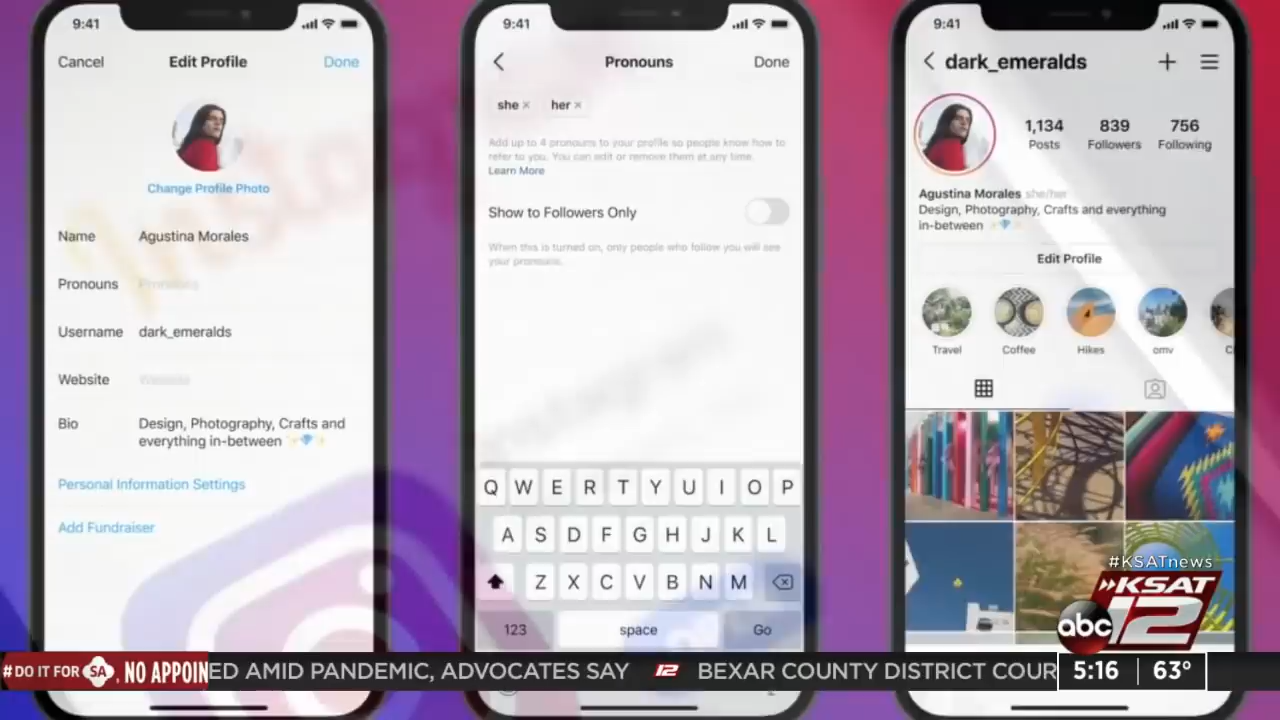 9:41
Cancel
Edit Profile
Done
Change Profile Photo
Name
Agustina Morales
Pronouns
Pronouns
Username
dark_emeralds
Website
Website
Bio
Design, Photography, Crafts and
everything in-between
Personal Information Settings
Add Fundraiser
9:41
Pronouns
Done
she ×
her ×
Add up to 4 pronouns to your profile so people know how to
refer to you. You can edit or remove them at any time.
Learn More
Show to Followers Only
When this is turned on, only people who follow you will see
your pronouns.
Q W E R T Y U I O P
A S D F G H J K L
Z X C V B N M
123
space
Go
9:41
dark_emeralds
1,134
839
756
Posts
Followers
Following
Agustina Morales she/her
Design, Photography, Crafts and everything
in-between
Edit Profile
Travel
Coffee
Hikes
omv
#KSATnews
KSAT
abc
12
#DO IT FOR SA
, NO APPOIN
ED AMID PANDEMIC, ADVOCATES SAY 12 BEXAR COUNTY DISTRICT COUR
5:16
63°